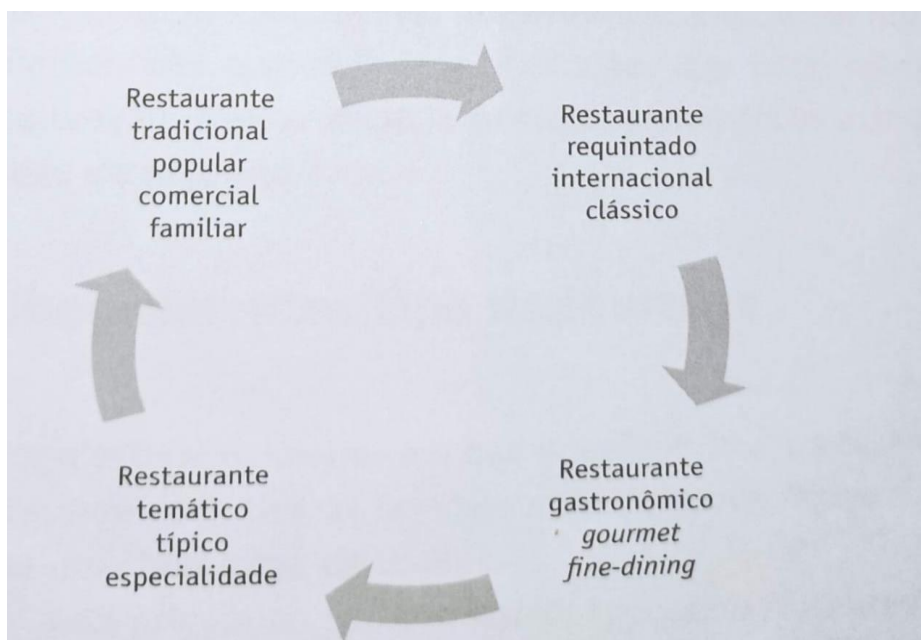 Restaurante
tradicional
popular
comercial
familiar
Restaurante
requintado
internacional
clássico
Restaurante
gastronômico
gourmet
fine-dining
Restaurante
temático
típico
especialidade